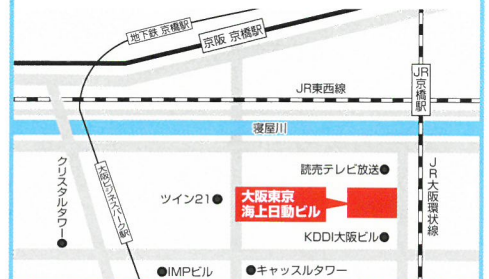 地下鉄 京橋駅
京阪 京橋駅
JR東西線
JR京橋駅
寝屋川
クリスタルタワー
大阪ビジネスパーク駅
読売テレビ放送
JR大阪環状線
ツイン21
大阪東京
海上日動ビル
KDDI大阪ビル
IMPビル
キャッスルタワー